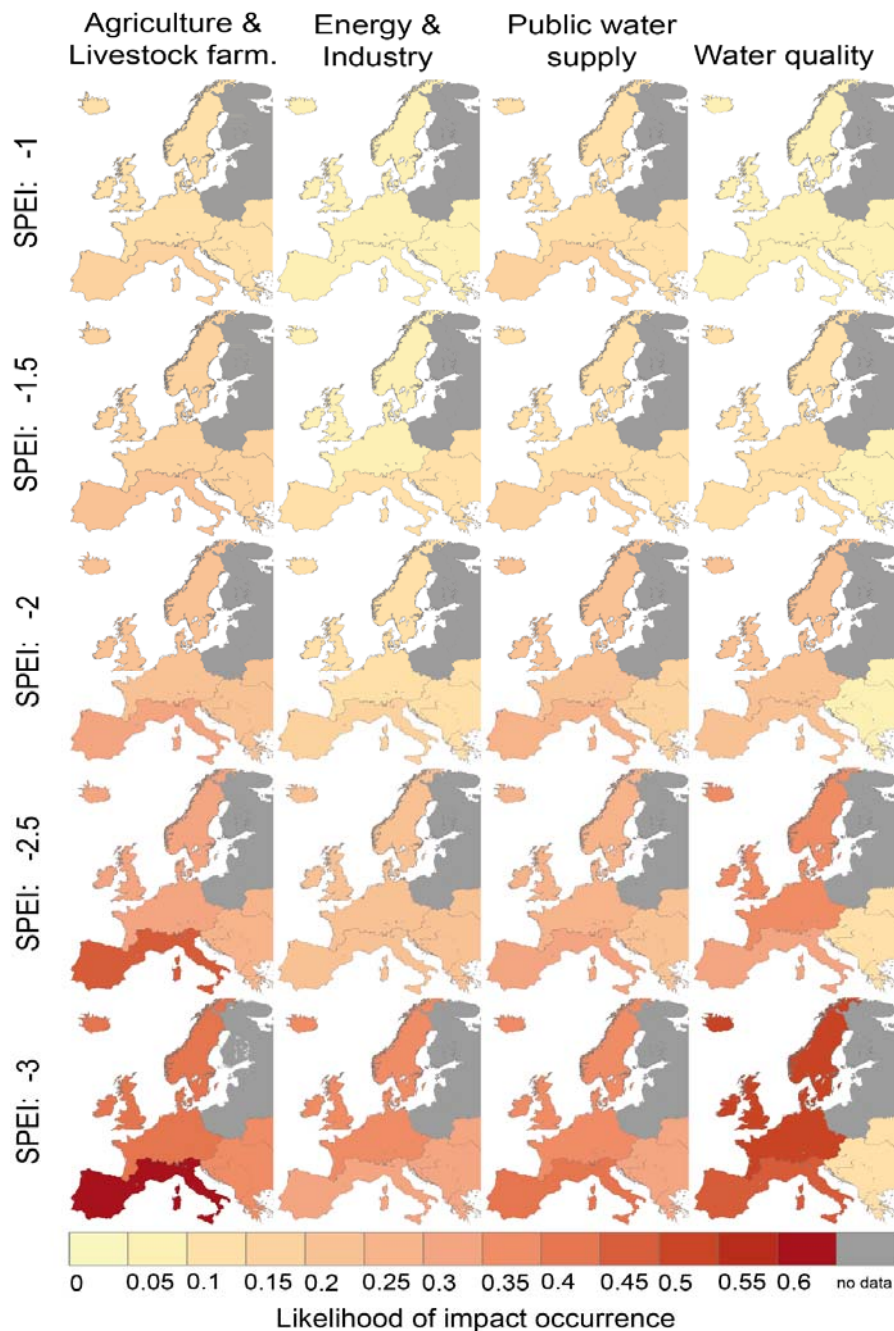 Agriculture &
Livestock farm.
Energy &
Industry
Public water
supply
Water quality
SPEI: -1
SPEI: -1.5
SPEI: -2
SPEI: -2.5
SPEI: -3
0 0.05 0.1 0.15 0.2 0.25 0.3 0.35 0.4 0.45 0.5 0.55 0.6 no data
Likelihood of impact occurrence